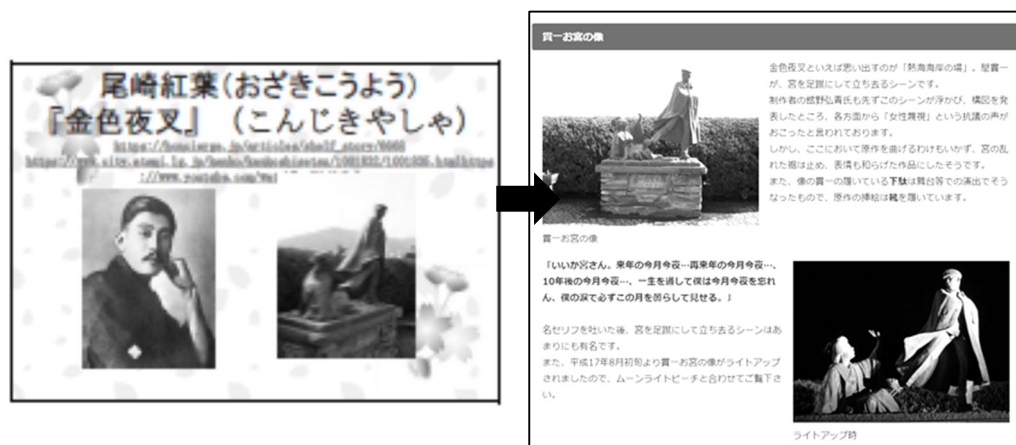 尾崎紅葉(おざきこうよう)
『金色夜叉』(こんじきやしゃ)
貫一お宮の像
金色夜叉といえば思い出すのが「熱海海岸の場」。間貫一
が、宮を足蹴にして立ち去るシーンです。
制作者の舘野弘青氏も先ずこのシーンが浮かび、構図を発
表したところ、各方面から「女性蔑視」という抗議の声が
おこったと言われております。
しかし、ここにおいて原作を曲げるわけもいかず、宮の乱
れた裾は止め、表情も和らげた作品にしたそうです。
また、像の貫一の履いている下駄は舞台等での演出でそう
なったもので、原作の挿絵は靴を履いています。
貫一お宮の像
「いいか宮さん。来年の今月今夜…再来年の今月今夜…、
10年後の今月今夜…、一生を通して僕は今月今夜を忘れ
ん、僕の涙で必ずこの月を曇らして見せる。」
名セリフを吐いた後、宮を足蹴にして立ち去るシーンはあ
まりにも有名です。
また、平成17年8月初旬より貫一お宮の像がライトアップ
されましたので、ムーンライトビーチと合わせてご覧下さ
い。
ライトアップ時